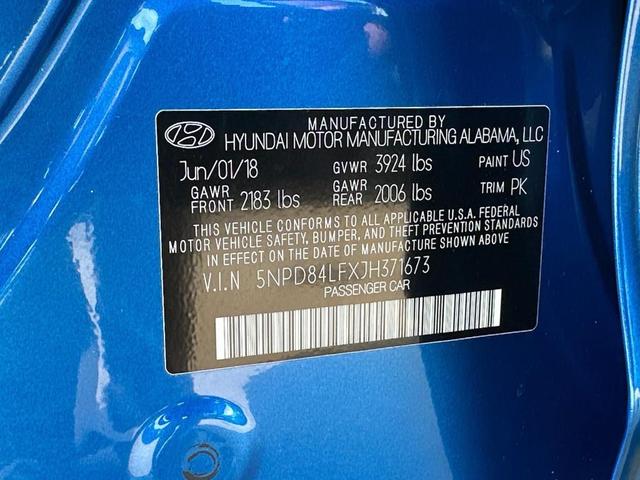 MANUFACTURED BY
HYUNDAI MOTOR MANUFACTURING ALABAMA, LLC
Jun/01/18 GVWR 3924 lbs PAINT US
GAWR FRONT 2183 lbs GAWR REAR 2006 lbs TRIM PK
THIS VEHICLE CONFORMS TO ALL APPLICABLE U.S.A. FEDERAL
MOTOR VEHICLE SAFETY, BUMPER, AND THEFT PREVENTION STANDARDS
IN EFFECT ON THE DATE OF MANUFACTURE SHOWN ABOVE
V.I.N 5NPD84LFXJH371673
PASSENGER CAR